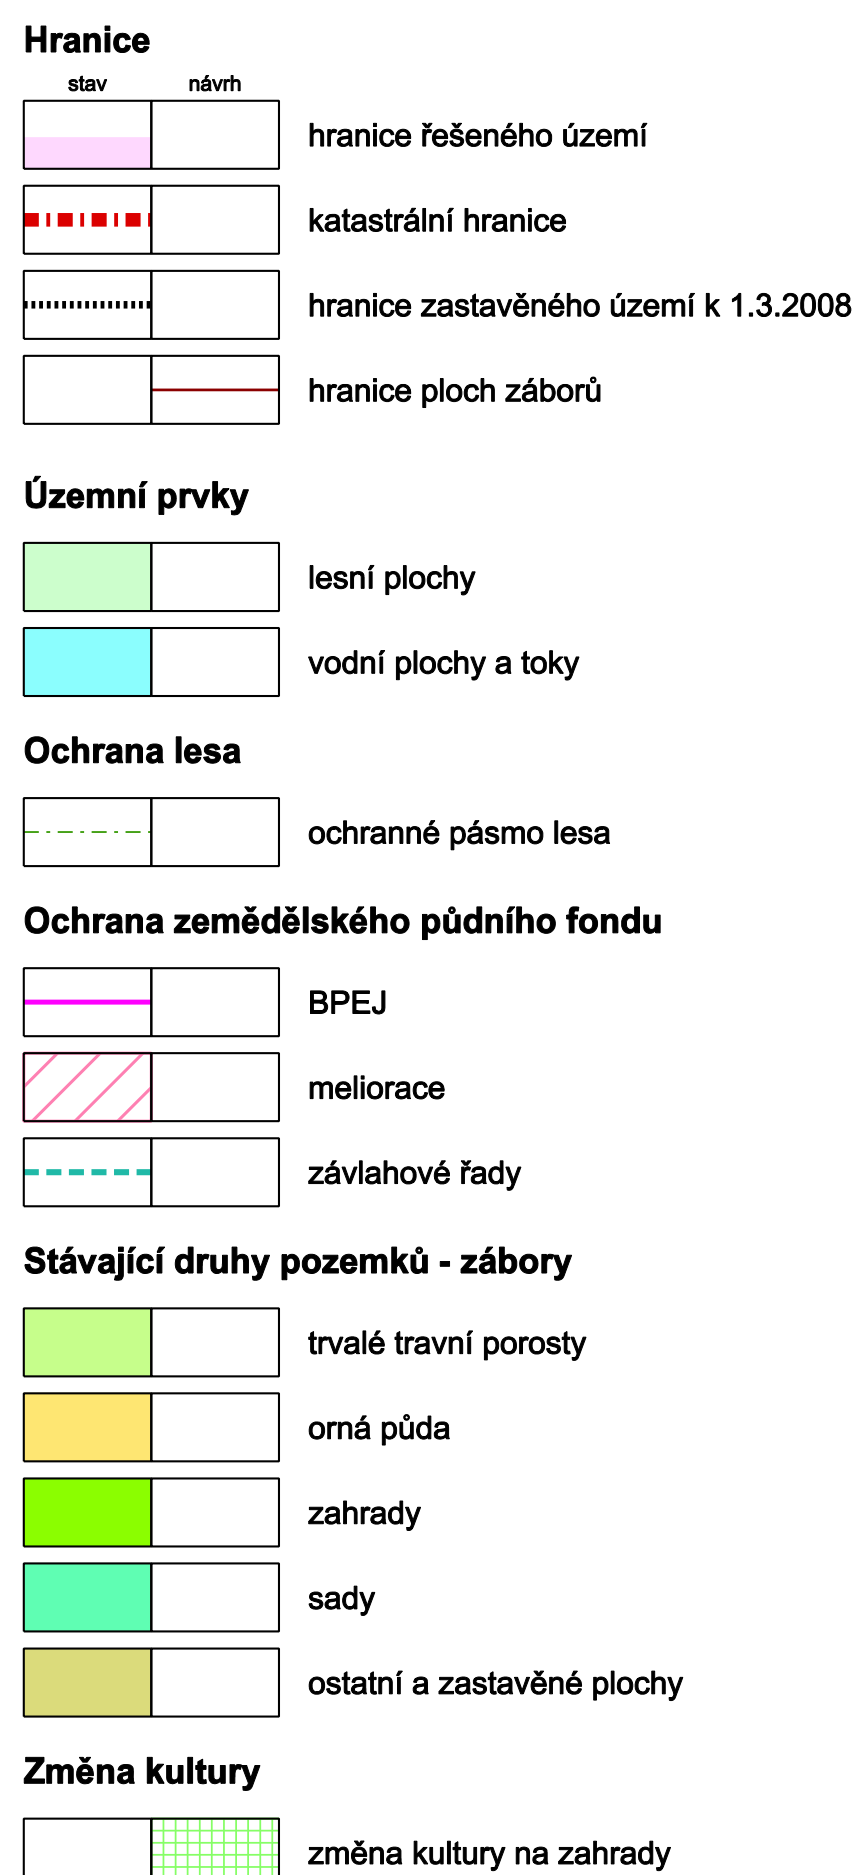 Hranice
stav návrh
hranice řešeného území
katastrální hranice
hranice zastavěného území k 1.3.2008
hranice ploch záborů
Územní prvky
lesní plochy
vodní plochy a toky
Ochrana lesa
ochranné pásmo lesa
Ochrana zemědělského půdního fondu
BPEJ
meliorace
závlahové řady
Stávající druhy pozemků - zábory
trvalé travní porosty
orná půda
zahrady
sady
ostatní a zastavěné plochy
Změna kultury
změna kultury na zahrady